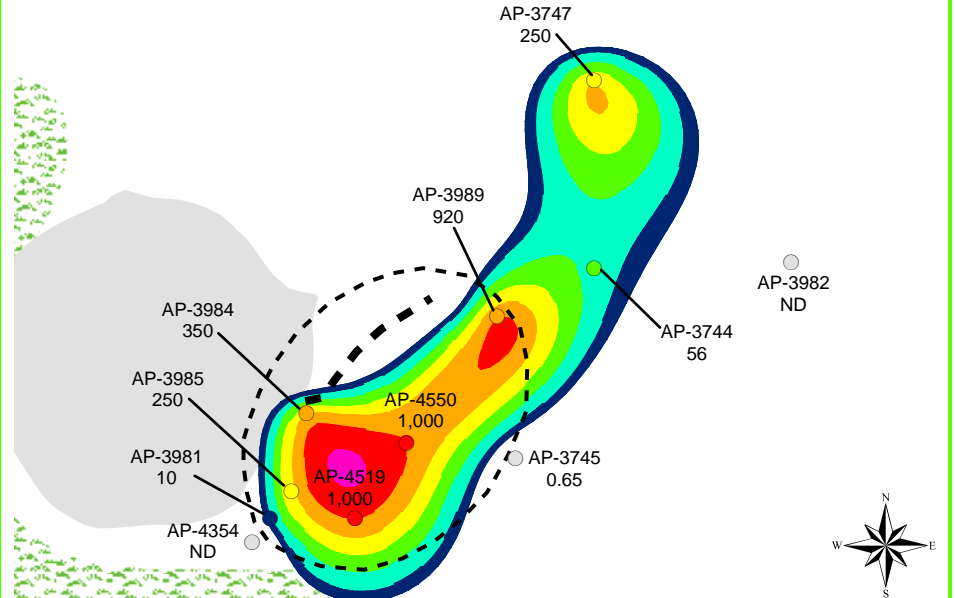 AP-3747
250
AP-3989
920
AP-3982
ND
AP-3984
350
AP-3744
56
AP-3985
250
AP-4550
1,000
AP-3981
10
AP-3745
0.65
AP-4519
1,000
AP-4354
ND
N
W
E
S